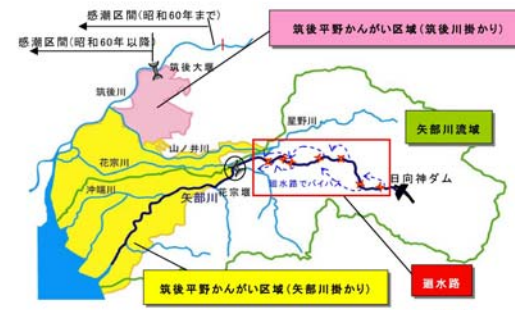 感潮区間(昭和60年まで)
感潮区間(昭和60年以降)
筑後大堰
筑後平野かんがい区域(筑後川掛かり)
筑後川
星野川
矢部川流域
山ノ井川
花宗川
沖端川
矢部川
花宗堰
廻水路でバイパス
日向神ダム
筑後平野かんがい区域(矢部川掛かり)
廻水路